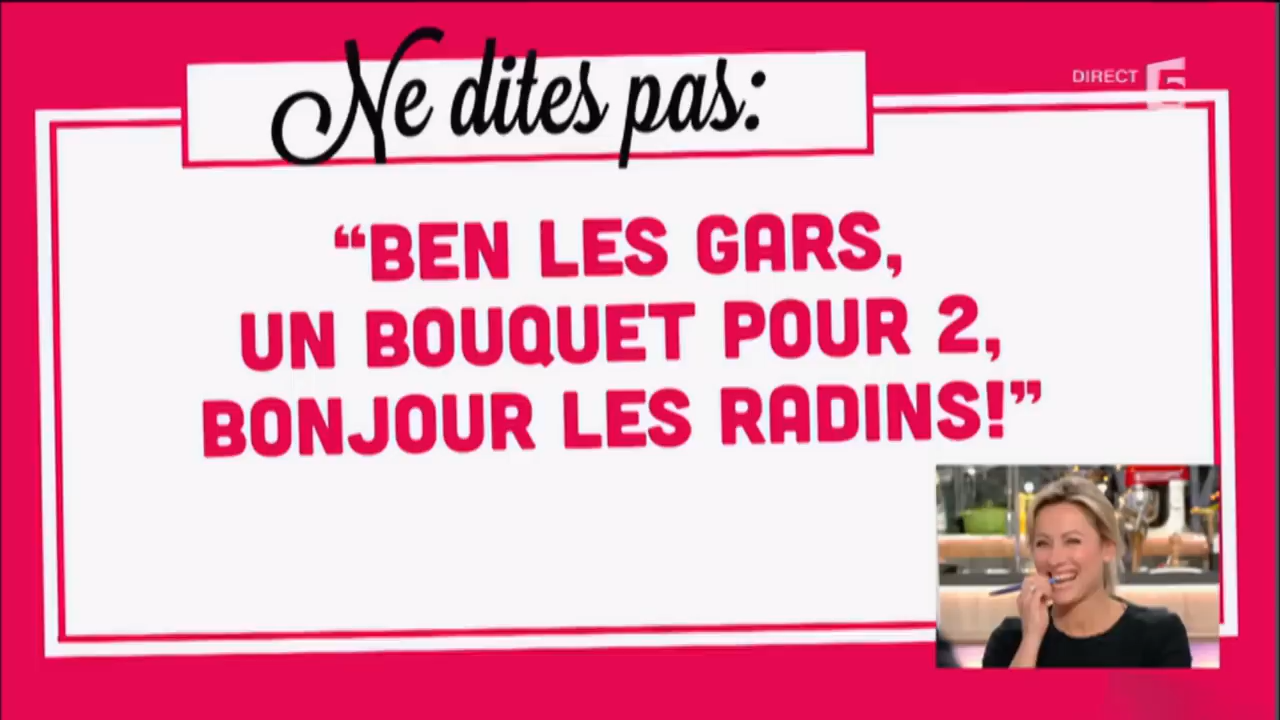 Ne dites pas:
DIRECT 5
“BEN LES GARS,
UN BOUQUET POUR 2,
BONJOUR LES RADINS!”